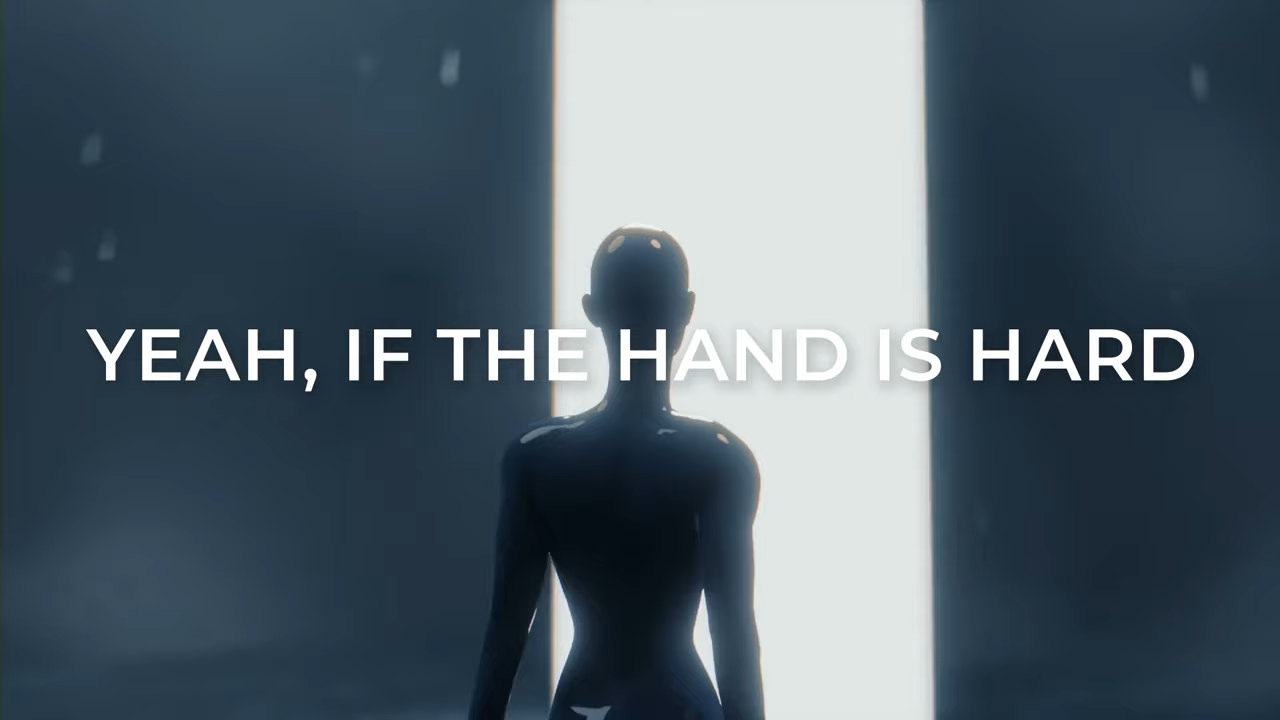 YEAH, IF THE HAND IS HARD